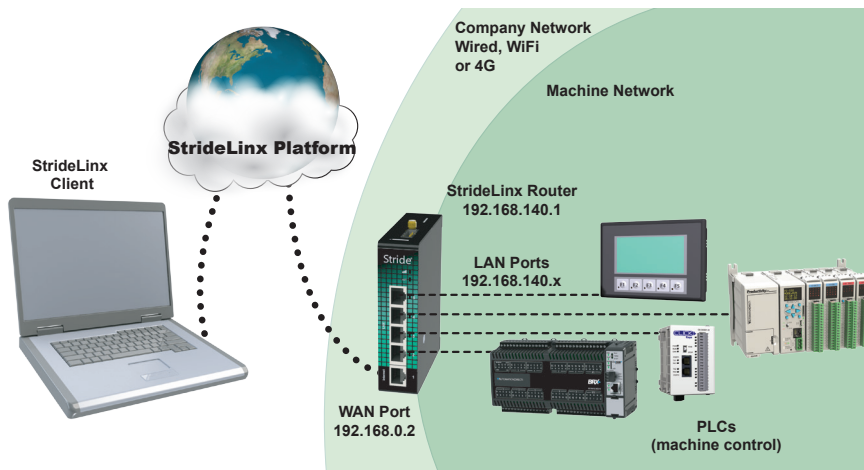 Company Network
Wired, WiFi
or 4G
Machine Network
StrideLinx Platform
StrideLinx
Client
StrideLinx Router
192.168.140.1
Stride
LAN Ports
192.168.140.x
BRX
WAN Port
192.168.0.2
PLCs
(machine control)